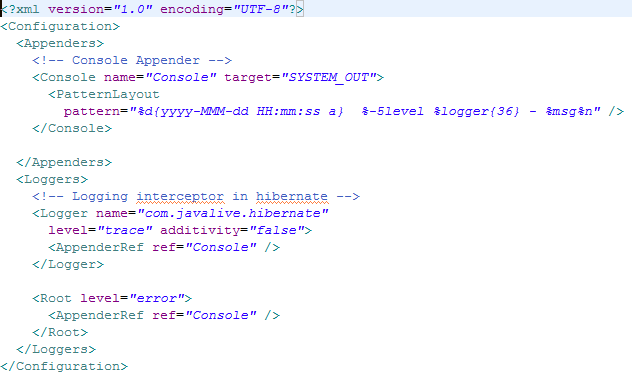 <?xml version="1.0" encoding="UTF-8"?>
<Configuration>
  <Appenders>
    <!-- Console Appender -->
    <Console name="Console" target="SYSTEM_OUT">
      <PatternLayout
        pattern="%d{yyyy-MMM-dd HH:mm:ss a}  %-5level %logger{36} - %msg%n" />
    </Console>

  </Appenders>
  <Loggers>
    <!-- Logging interceptor in hibernate -->
    <Logger name="com.javalive.hibernate"
      level="trace" additivity="false">
      <AppenderRef ref="Console" />
    </Logger>

    <Root level="error">
      <AppenderRef ref="Console" />
    </Root>
  </Loggers>
</Configuration>